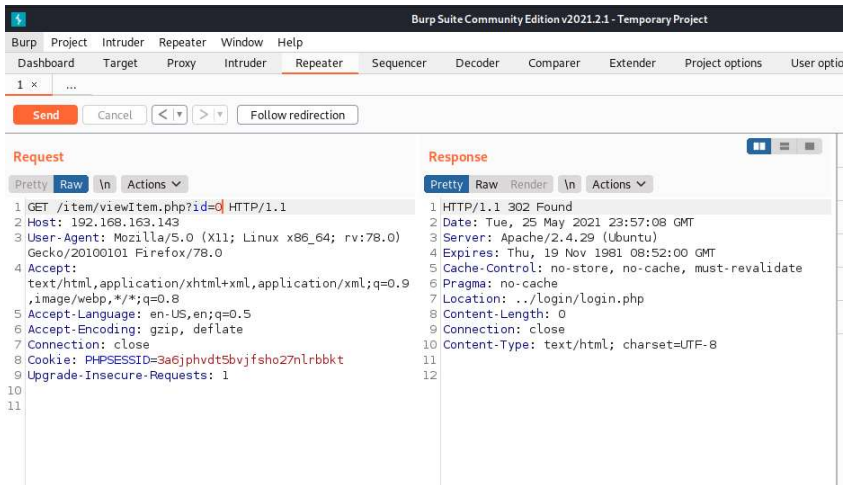 Burp Suite Community Edition v2021.2.1 - Temporary Project
Burp Project Intruder Repeater Window Help
Dashboard Target Proxy Intruder Repeater Sequencer Decoder Comparer Extender Project options User optio
1 × ...
Send Cancel < > Follow redirection
Request
Pretty Raw \n Actions
1 GET /item/viewItem.php?id=0 HTTP/1.1
2 Host: 192.168.163.143
3 User-Agent: Mozilla/5.0 (X11; Linux x86_64; rv:78.0)
Gecko/20100101 Firefox/78.0
4 Accept:
text/html,application/xhtml+xml,application/xml;q=0.9
,image/webp,*/*;q=0.8
5 Accept-Language: en-US,en;q=0.5
6 Accept-Encoding: gzip, deflate
7 Connection: close
8 Cookie: PHPSESSID=3a6jphvdt5bvjfsho27nlrbbkt
9 Upgrade-Insecure-Requests: 1
10
11
Response
Pretty Raw Render \n Actions
1 HTTP/1.1 302 Found
2 Date: Tue, 25 May 2021 23:57:08 GMT
3 Server: Apache/2.4.29 (Ubuntu)
4 Expires: Thu, 19 Nov 1981 08:52:00 GMT
5 Cache-Control: no-store, no-cache, must-revalidate
6 Pragma: no-cache
7 Location: ../login/login.php
8 Content-Length: 0
9 Connection: close
10 Content-Type: text/html; charset=UTF-8
11
12